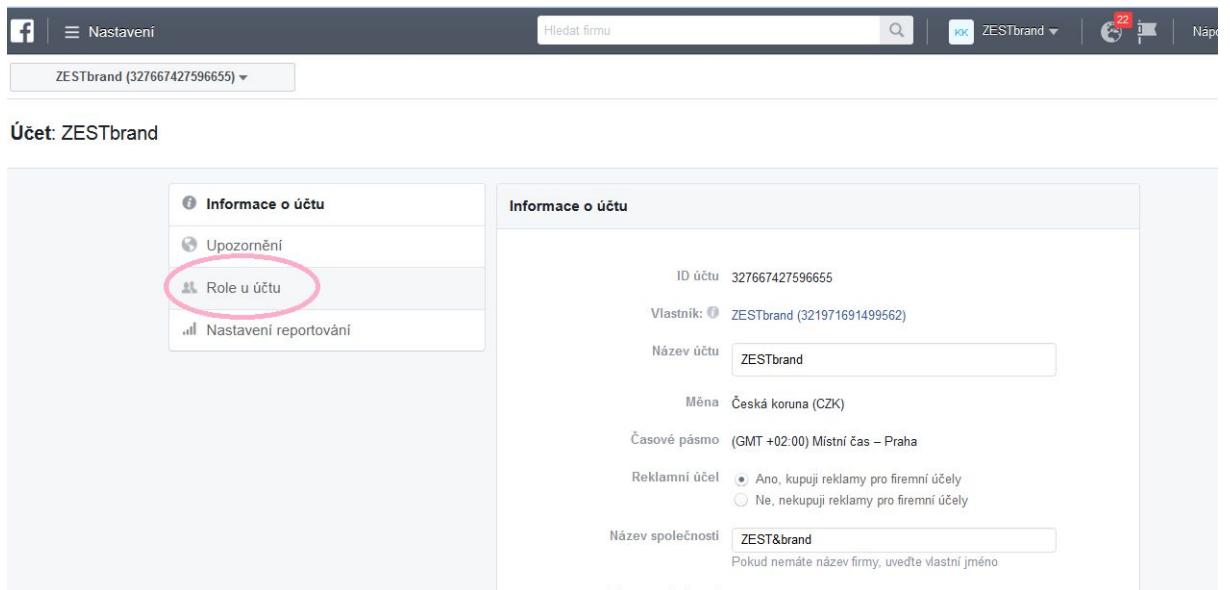 Nastavení
Hledat firmu
KK ZESTbrand
22
ZESTbrand (327667427596655)
Účet: ZESTbrand
Informace o účtu
Upozornění
Role u účtu
Nastavení reportování
Informace o účtu
ID účtu 327667427596655
Vlastník: ZESTbrand (321971691499562)
Název účtu ZESTbrand
Měna Česká koruna (CZK)
Časové pásmo (GMT +02:00) Místní čas – Praha
Reklamní účel Ano, kupuji reklamy pro firemní účely
Ne, nekupuji reklamy pro firemní účely
Název společnosti ZEST&brand
Pokud nemáte název firmy, uveďte vlastní jméno